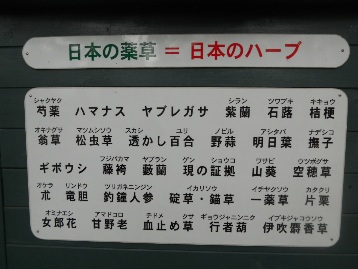 日本の薬草 = 日本のハーブ
シャクヤク シラン ツワブキ キキョウ
芍薬 ハマナス ヤブレガサ 紫蘭 石蕗 桔梗
オキナグサ マツムシソウ スカシ ユリ ノビル アシタバ ナデシコ
翁草 松虫草 透かし百合 野蒜 明日葉 撫子
フジバカマ ヤブラン ゲン ショウコ ワサビ ウツボグサ
ギボウシ 藤袴 藪蘭 現の証拠 山葵 空穂草
オケラ リンドウ ツリガネニンジン イカリソウ イチヤクソウ カタクリ
朮 竜胆 釣鐘人参 碇草・錨草 一薬草 片栗
オミナエシ アマドコロ チドメ クサ ギョウジャニンニク イブキジャコウソウ
女郎花 甘野老 血止め草 行者葫 伊吹麝香草